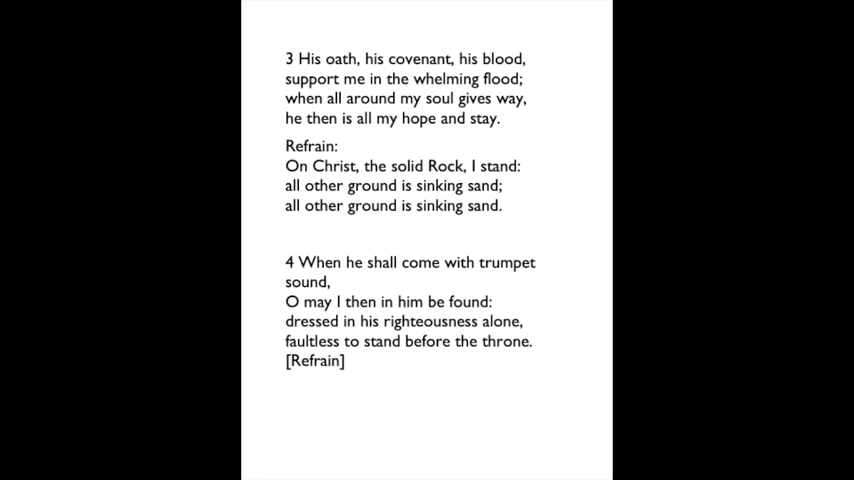 3 His oath, his covenant, his blood,
support me in the whelming flood;
when all around my soul gives way,
he then is all my hope and stay.
Refrain:
On Christ, the solid Rock, I stand:
all other ground is sinking sand;
all other ground is sinking sand.
4 When he shall come with trumpet
sound,
O may I then in him be found:
dressed in his righteousness alone,
faultless to stand before the throne.
[Refrain]